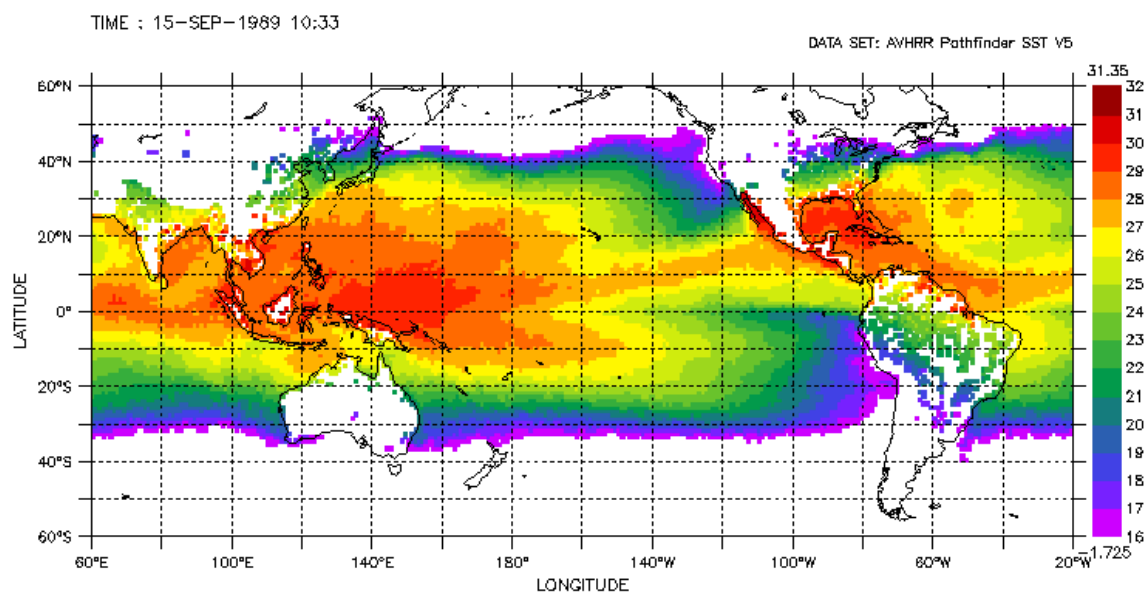 TIME : 15-SEP-1989 10:33
DATA SET: AVHRR Pathfinder SST V5
31.35
60°N
40°N
20°N
0°
20°S
40°S
60°S
LATITUDE
32
31
30
29
28
27
26
25
24
23
22
21
20
19
18
17
16
-1.725
60°E
100°E
140°E
180°
140°W
100°W
60°W
20°W
LONGITUDE